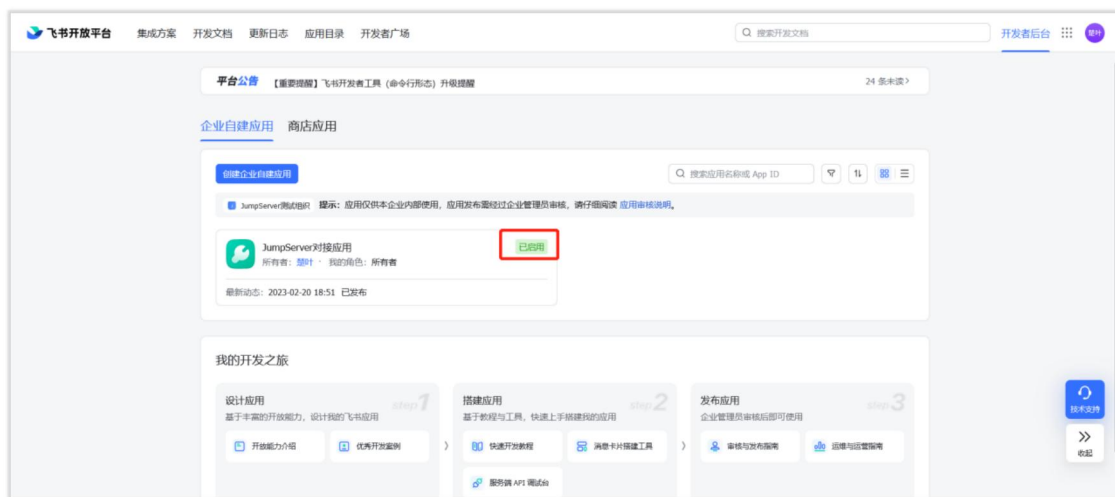 飞书开放平台 集成方案 开发文档 更新日志 应用目录 开发者广场 搜索开发文档 开发者后台 楚叶
平台公告 【重要提醒】飞书开发者工具（命令行形态）升级提醒 24 条未读>
企业自建应用 商店应用
创建企业自建应用 搜索应用名称或 App ID
JumpServer测试组织 提示：应用仅供本企业内部使用，应用发布需经过企业管理员审核，请仔细阅读 应用审核说明。
JumpServer对接应用 已启用
所有者：楚叶 · 我的角色：所有者
最新动态：2023-02-20 18:51 已发布
我的开发之旅
设计应用 step 1
基于丰富的开放能力，设计我的飞书应用
开放能力介绍 优秀开发案例
搭建应用 step 2
基于教程与工具，快速上手搭建我的应用
快速开发教程 消息卡片搭建工具
服务端 API 调试台
发布应用 step 3
企业管理员审核后即可使用
审核与发布指南 运维与运营指南
技术支持
收起